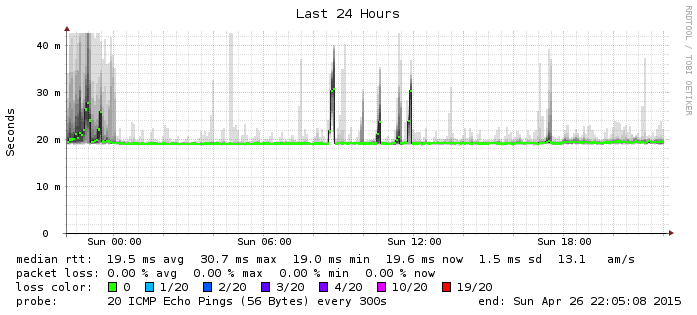 Last 24 Hours
RRDTOOL / TOBI OETIKER
Seconds
40 m
30 m
20 m
10 m
0
Sun 00:00 Sun 06:00 Sun 12:00 Sun 18:00
median rtt: 19.5 ms avg 30.7 ms max 19.0 ms min 19.6 ms now 1.5 ms sd 13.1 am/s
packet loss: 0.00 % avg 0.00 % max 0.00 % min 0.00 % now
loss color: 0 1/20 2/20 3/20 4/20 10/20 19/20
probe: 20 ICMP Echo Pings (56 Bytes) every 300s end: Sun Apr 26 22:05:08 2015